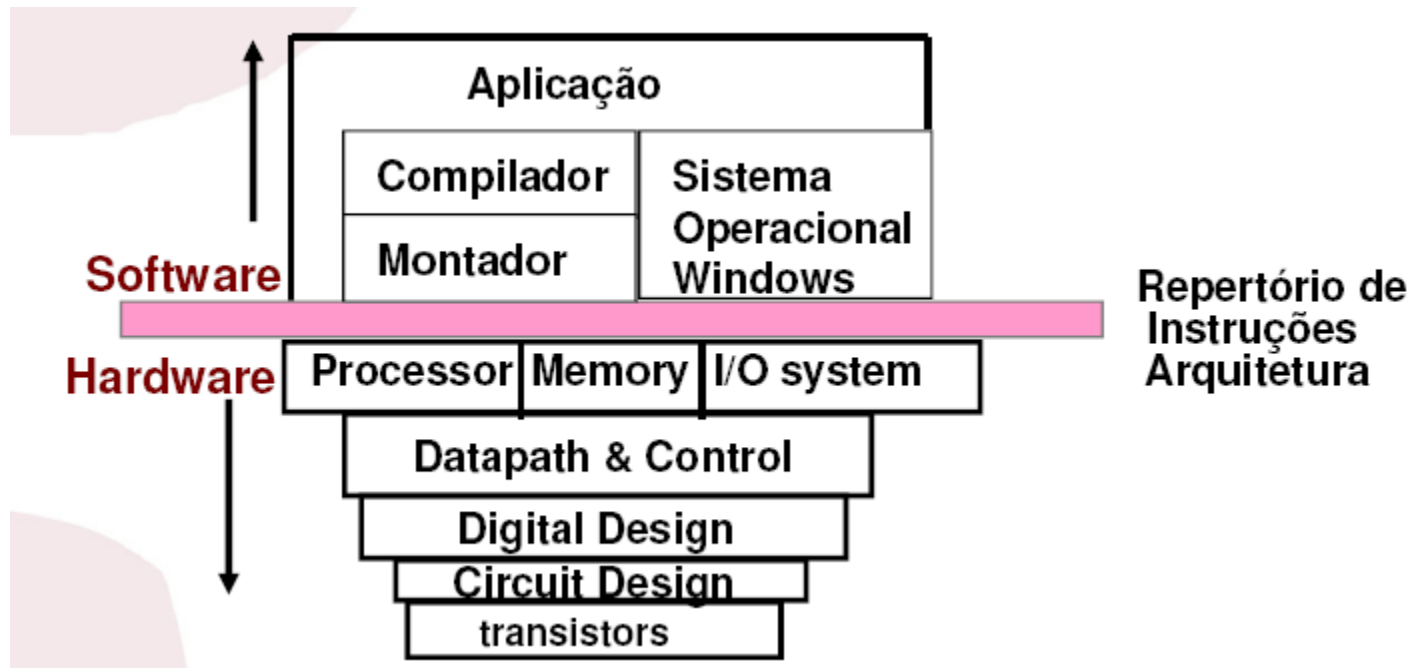 Aplicação
Compilador
Montador
Sistema
Operacional
Windows
Software
Repertório de
Instruções
Arquitetura
Hardware
Processor
Memory
I/O system
Datapath & Control
Digital Design
Circuit Design
transistors